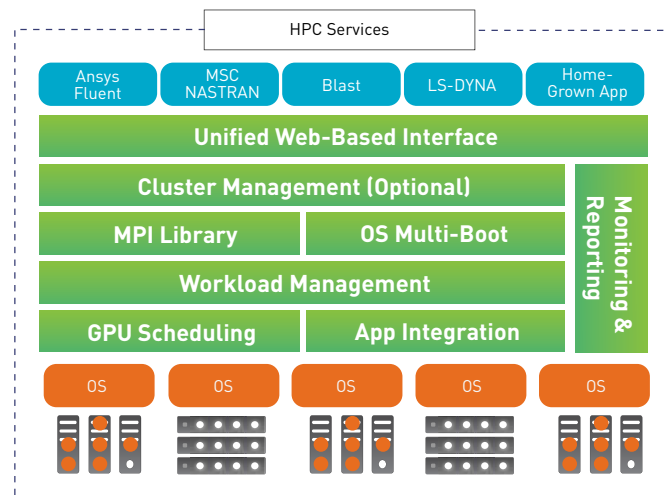 HPC Services
Ansys
Fluent
MSC
NASTRAN
Blast
LS-DYNA
Home-
Grown App
Unified Web-Based Interface
Cluster Management (Optional)
MPI Library
OS Multi-Boot
Workload Management
GPU Scheduling
App Integration
Monitoring &
Reporting
OS
OS
OS
OS
OS